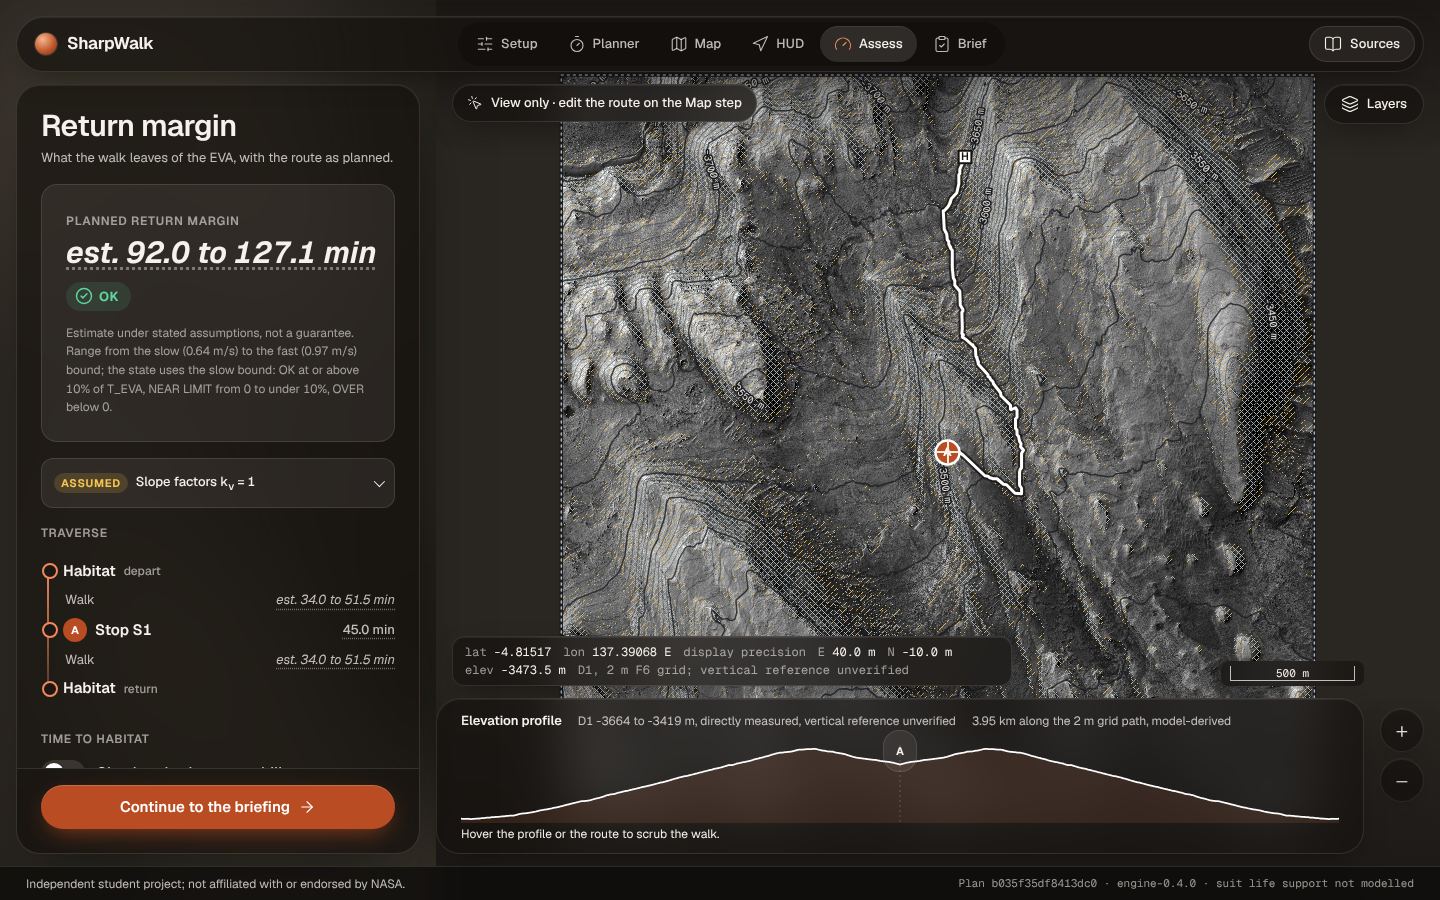 SharpWalk
Setup
Planner
Map
HUD
Assess
Brief
Sources
Return margin
What the walk leaves of the EVA, with the route as planned.
PLANNED RETURN MARGIN
est. 92.0 to 127.1 min
OK
Estimate under stated assumptions, not a guarantee.
Range from the slow (0.64 m/s) to the fast (0.97 m/s)
bound; the state uses the slow bound: OK at or above
10% of T_EVA, NEAR LIMIT from 0 to under 10%, OVER
below 0.
ASSUMED Slope factors kv = 1
TRAVERSE
Habitat depart
Walk est. 34.0 to 51.5 min
A Stop S1 45.0 min
Walk est. 34.0 to 51.5 min
Habitat return
TIME TO HABITAT
Continue to the briefing
View only · edit the route on the Map step
Layers
H
-3650 m
-3600 m
-3700 m
-3550 m
-3450 m
-3500 m
A
lat -4.81517 lon 137.39068 E display precision E 40.0 m N -10.0 m
elev -3473.5 m D1, 2 m F6 grid; vertical reference unverified
500 m
Elevation profile D1 -3664 to -3419 m, directly measured, vertical reference unverified 3.95 km along the 2 m grid path, model-derived
A
Hover the profile or the route to scrub the walk.
+
−
Independent student project; not affiliated with or endorsed by NASA.
Plan b035f35df8413dc0 · engine-0.4.0 · suit life support not modelled